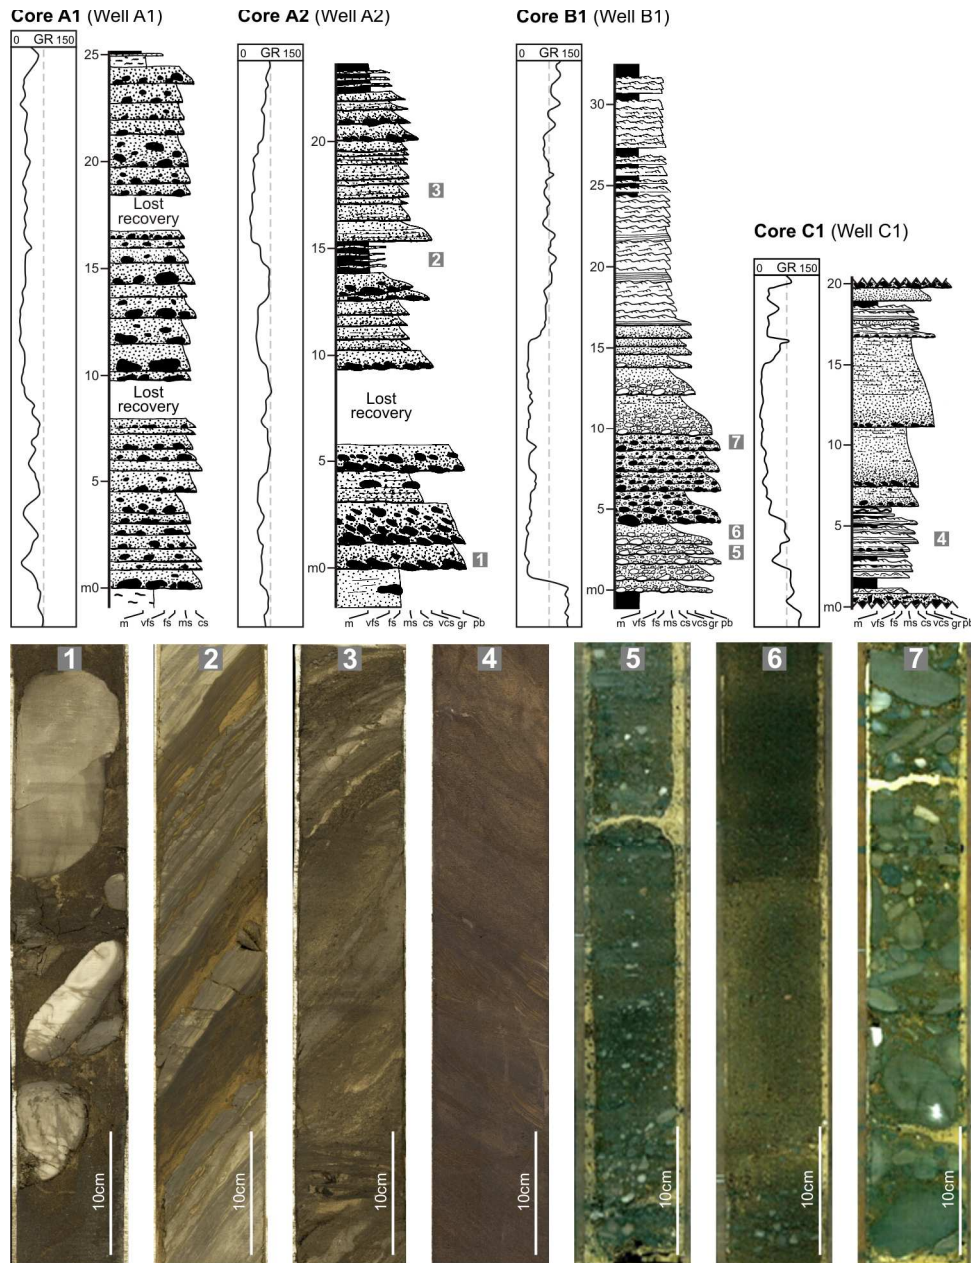 Core A1 (Well A1)
Core A2 (Well A2)
Core B1 (Well B1)
0 GR 150
0 GR 150
0 GR 150
25
20
Lost
recovery
15
10
Lost
recovery
5
m0
m vfs fs ms cs
20
3
15
2
10
Lost
recovery
5
1
m0
m vfs fs ms cs vcs gr pb
30
25
20
15
10
7
5
6
5
m0
m vfs fs ms cs vcs gr pb
Core C1 (Well C1)
0 GR 150
20
10
5
4
m0
m vfs fs ms cs vcs gr pb
1
2
3
4
5
6
7
10cm
10cm
10cm
10cm
10cm
10cm
10cm